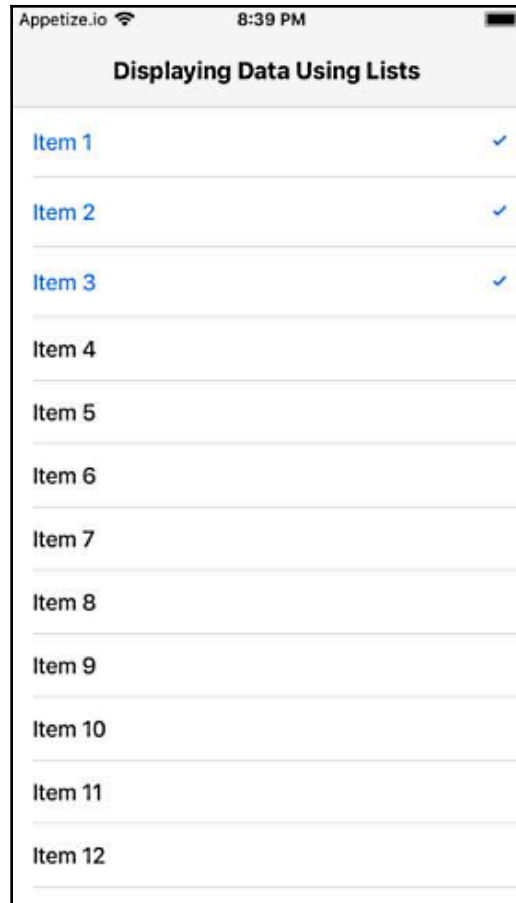 Appetize.io 8:39 PM
Displaying Data Using Lists
Item 1
Item 2
Item 3
Item 4
Item 5
Item 6
Item 7
Item 8
Item 9
Item 10
Item 11
Item 12